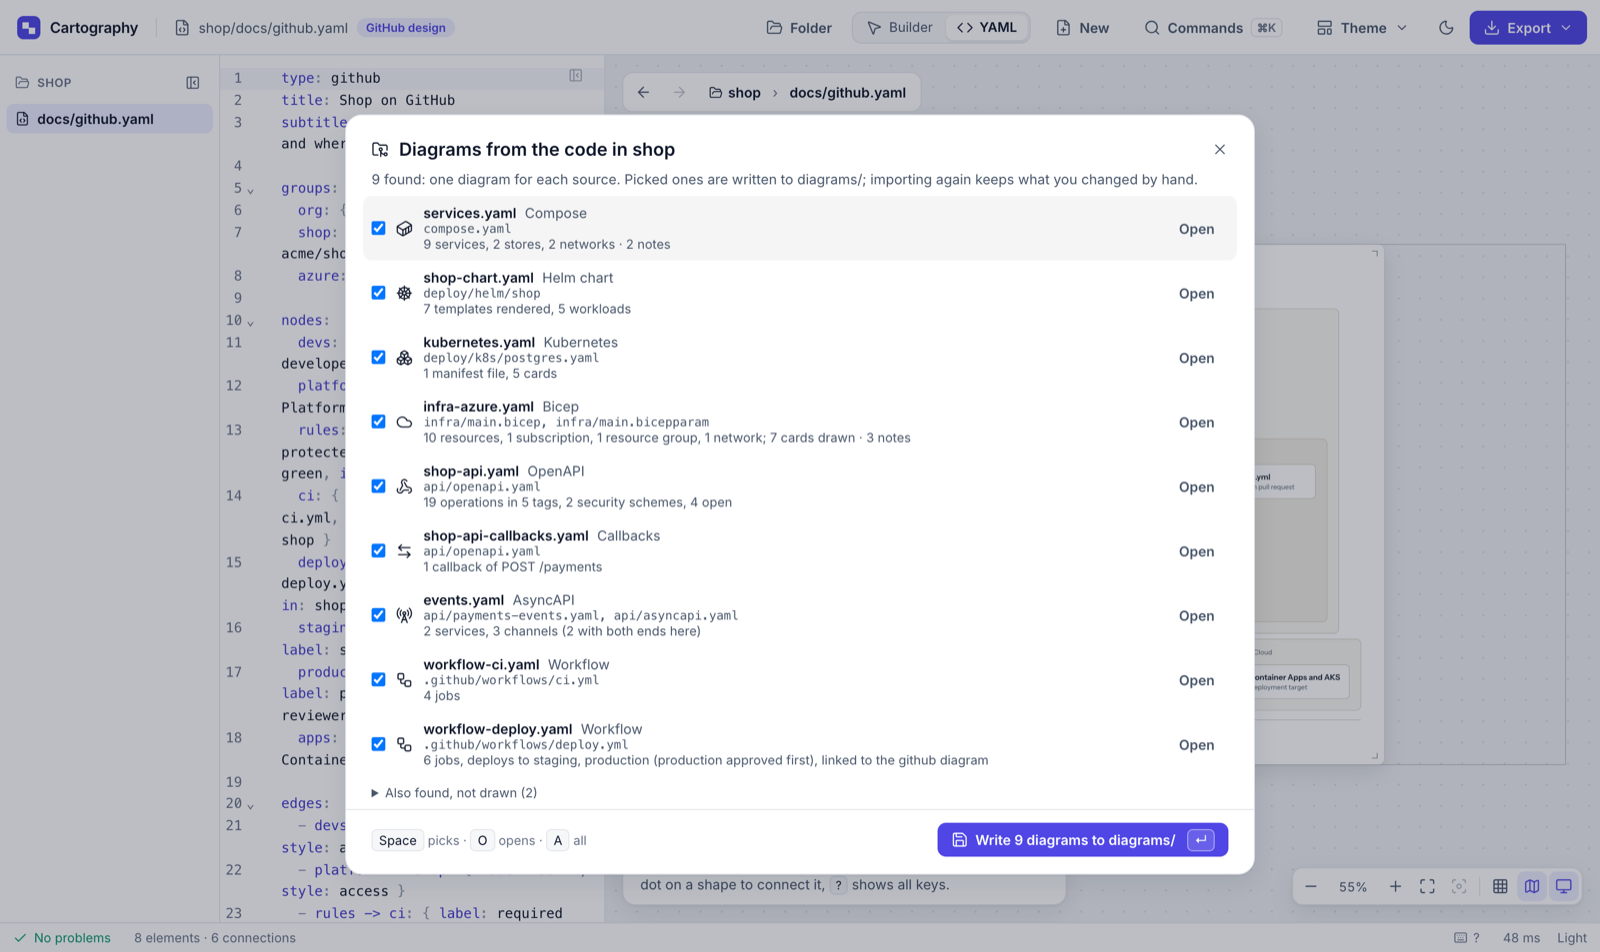 Cartography
shop/docs/github.yaml
GitHub design
Folder
Builder
YAML
New
Commands
⌘K
Theme
Export
SHOP
docs/github.yaml
1 type: github
2 title: Shop on GitHub
3 subtitle
and wher
4
5 groups:
6 org: {
7 shop:
acme/sho
8 azure:
9
10 nodes:
11 devs:
develope
12 platfo
Platform
13 rules:
protecte
green, i
14 ci: {
ci.yml,
shop }
15 deploy
deploy.y
in: shop
16 stagin
label: s
17 produc
label: p
reviewer
18 apps:
Containe
19
20 edges:
21 - devs
style: a
22 - platf
style: access }
23 - rules -> ci: { label: required
shop › docs/github.yaml
Diagrams from the code in shop
9 found: one diagram for each source. Picked ones are written to diagrams/; importing again keeps what you changed by hand.
services.yaml Compose
compose.yaml
9 services, 2 stores, 2 networks · 2 notes
Open
shop-chart.yaml Helm chart
deploy/helm/shop
7 templates rendered, 5 workloads
Open
kubernetes.yaml Kubernetes
deploy/k8s/postgres.yaml
1 manifest file, 5 cards
Open
infra-azure.yaml Bicep
infra/main.bicep, infra/main.bicepparam
10 resources, 1 subscription, 1 resource group, 1 network; 7 cards drawn · 3 notes
Open
shop-api.yaml OpenAPI
api/openapi.yaml
19 operations in 5 tags, 2 security schemes, 4 open
Open
shop-api-callbacks.yaml Callbacks
api/openapi.yaml
1 callback of POST /payments
Open
events.yaml AsyncAPI
api/payments-events.yaml, api/asyncapi.yaml
2 services, 3 channels (2 with both ends here)
Open
workflow-ci.yaml Workflow
.github/workflows/ci.yml
4 jobs
Open
workflow-deploy.yaml Workflow
.github/workflows/deploy.yml
6 jobs, deploys to staging, production (production approved first), linked to the github diagram
Open
Also found, not drawn (2)
Space picks · O opens · A all
Write 9 diagrams to diagrams/
.yml
pull request
Cloud
ontainer Apps and AKS
eployment target
dot on a shape to connect it, ? shows all keys.
55%
No problems
8 elements · 6 connections
?
48 ms
Light